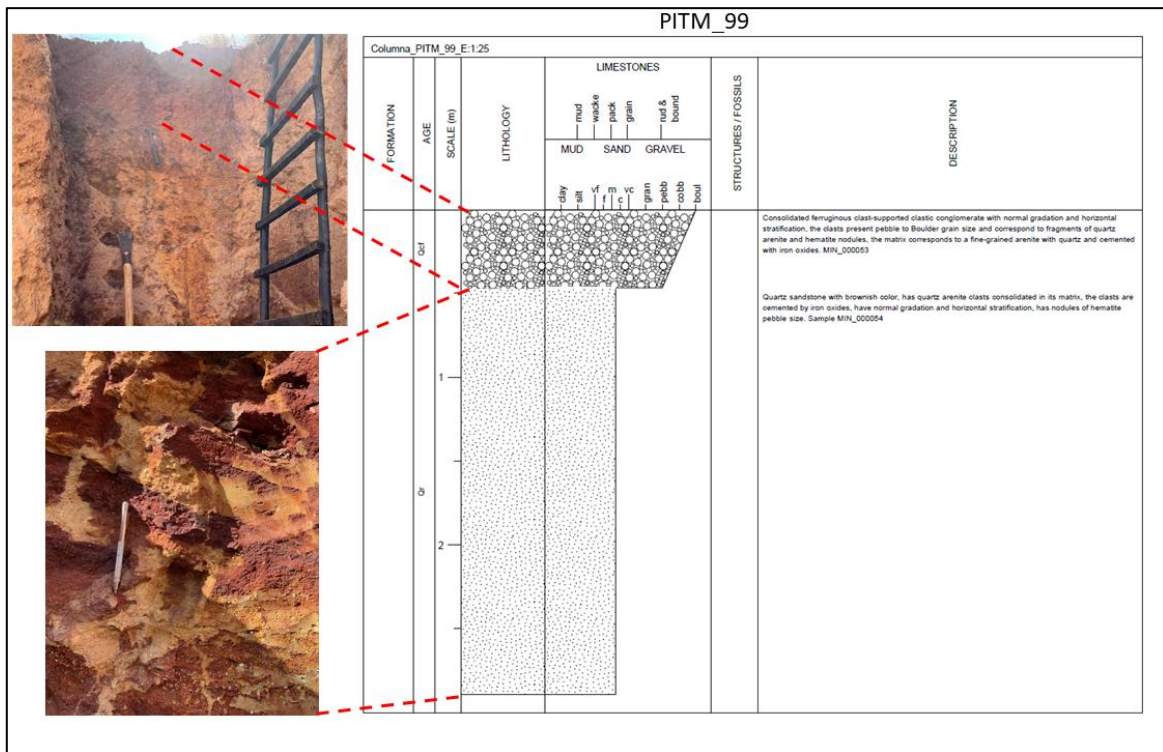 PITM_99
Columna_PITM_99_E:1:25
FORMATION
AGE
SCALE (m)
LITHOLOGY
LIMESTONES
mud
wacke
pack
grain
rud &
bound
MUD SAND GRAVEL
clay
silt
vf
f
m
c
vc
gran
pebb
cobb
boul
STRUCTURES / FOSSILS
DESCRIPTION
Qcf
Consolidated ferruginous clast-supported clastic conglomerate with normal gradation and horizontal
stratification, the clasts present pebble to Boulder grain size and correspond to fragments of quartz
arenite and hematite nodules, the matrix corresponds to a fine-grained arenite with quartz and cemented
with iron oxides. MIN_000053
Quartz sandstone with brownish color, has quartz arenite clasts consolidated in its matrix, the clasts are
cemented by iron oxides, have normal gradation and horizontal stratification, has nodules of hematite
pebble size. Sample MIN_000054
1
Qr
2